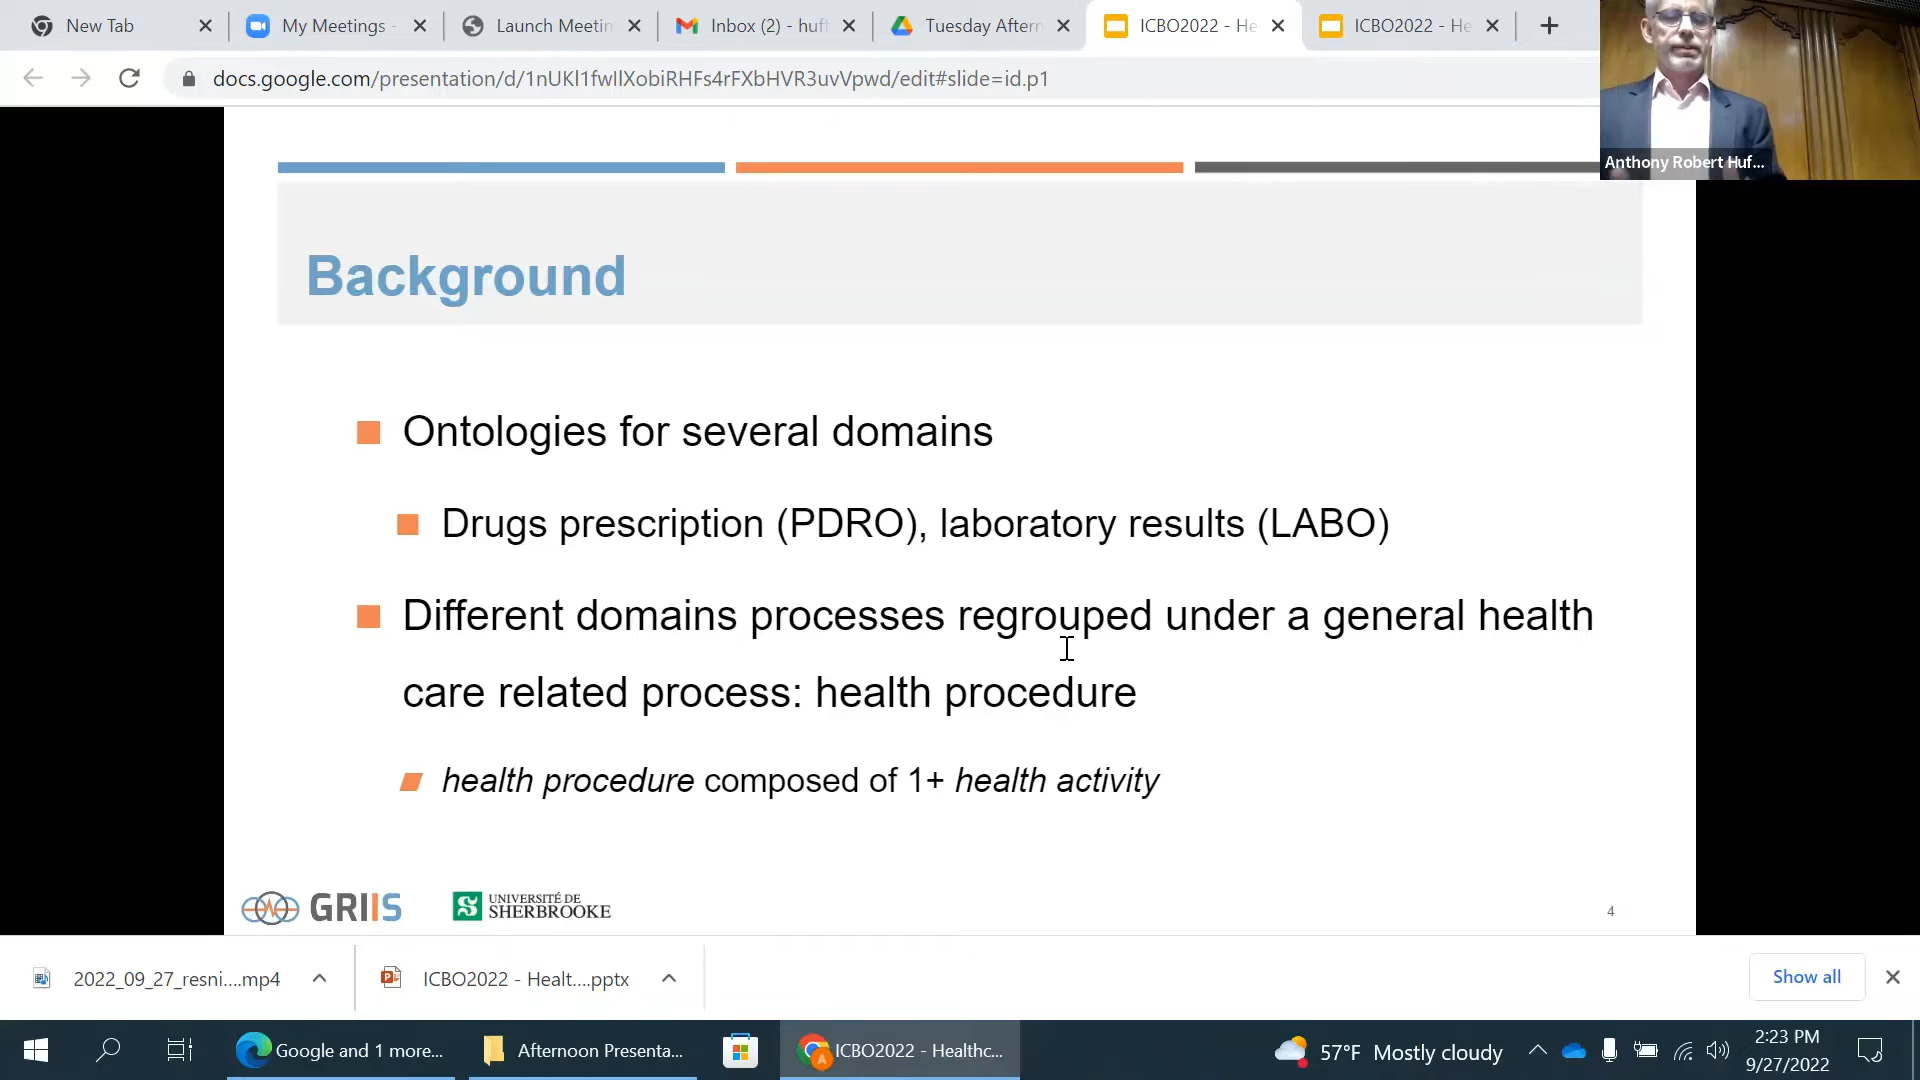 New Tab
My Meetings -
Launch Meetin
Inbox (2) - huff
Tuesday Aftern
ICBO2022 - He
ICBO2022 - He
docs.google.com/presentation/d/1nUKl1fwIlXobiRHFs4rFXbHVR3uvVpwd/edit#slide=id.p1
Anthony Robert Huf...
Background
Ontologies for several domains
Drugs prescription (PDRO), laboratory results (LABO)
Different domains processes regrouped under a general health
care related process: health procedure
health procedure composed of 1+ health activity
GRIIS
UNIVERSITÉ DE
SHERBROOKE
4
2022_09_27_resni....mp4
ICBO2022 - Healt....pptx
Show all
Google and 1 more...
Afternoon Presenta...
ICBO2022 - Healthc...
57°F Mostly cloudy
2:23 PM
9/27/2022